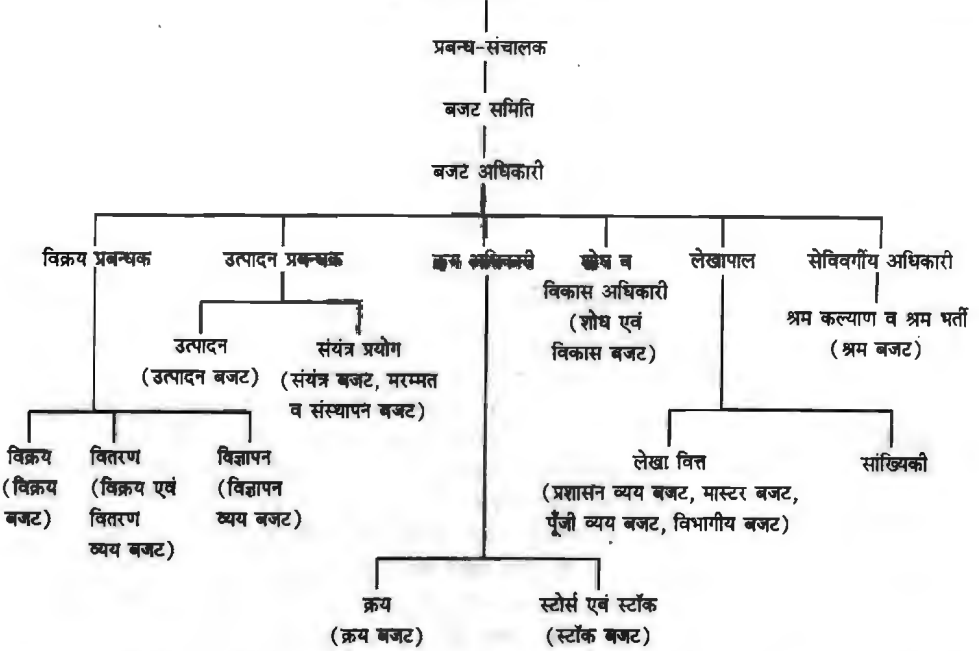 प्रबन्ध-संचालक
बजट समिति
बजट अधिकारी
विक्रय प्रबन्धक
उत्पादन प्रबन्धक
क्रय अधिकारी
शोध व
विकास अधिकारी
(शोध एवं
विकास बजट)
लेखापाल
सेविवर्गीय अधिकारी
श्रम कल्याण व श्रम भर्ती
(श्रम बजट)
उत्पादन
(उत्पादन बजट)
संयंत्र प्रयोग
(संयंत्र बजट, मरम्मत
व संस्थापन बजट)
विक्रय
(विक्रय
बजट)
वितरण
(विक्रय एवं
वितरण
व्यय बजट)
विज्ञापन
(विज्ञापन
व्यय बजट)
लेखा वित्त
(प्रशासन व्यय बजट, मास्टर बजट,
पूँजी व्यय बजट, विभागीय बजट)
सांख्यिकी
क्रय
(क्रय बजट)
स्टोर्स एवं स्टॉक
(स्टॉक बजट)